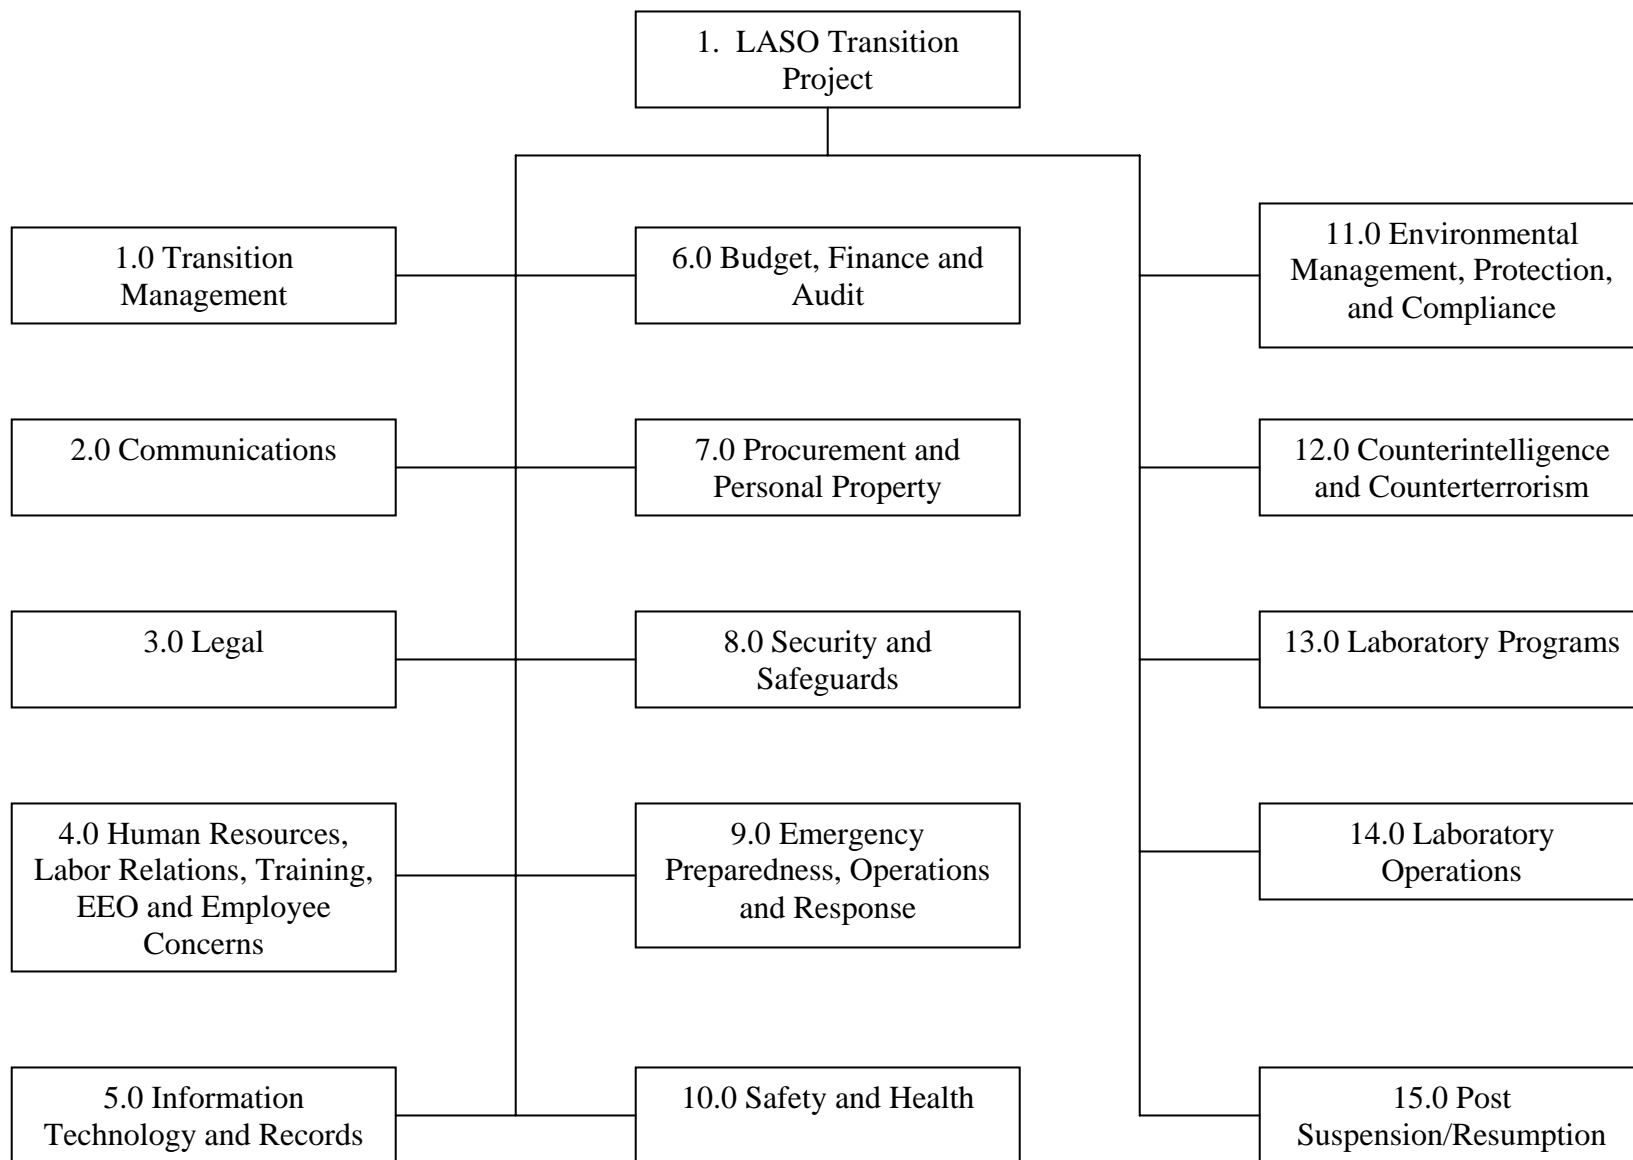 1. LASO Transition
Project
1.0 Transition
Management
2.0 Communications
3.0 Legal
4.0 Human Resources,
Labor Relations, Training,
EEO and Employee
Concerns
5.0 Information
Technology and Records
6.0 Budget, Finance and
Audit
7.0 Procurement and
Personal Property
8.0 Security and
Safeguards
9.0 Emergency
Preparedness, Operations
and Response
10.0 Safety and Health
11.0 Environmental
Management, Protection,
and Compliance
12.0 Counterintelligence
and Counterterrorism
13.0 Laboratory Programs
14.0 Laboratory
Operations
15.0 Post
Suspension/Resumption